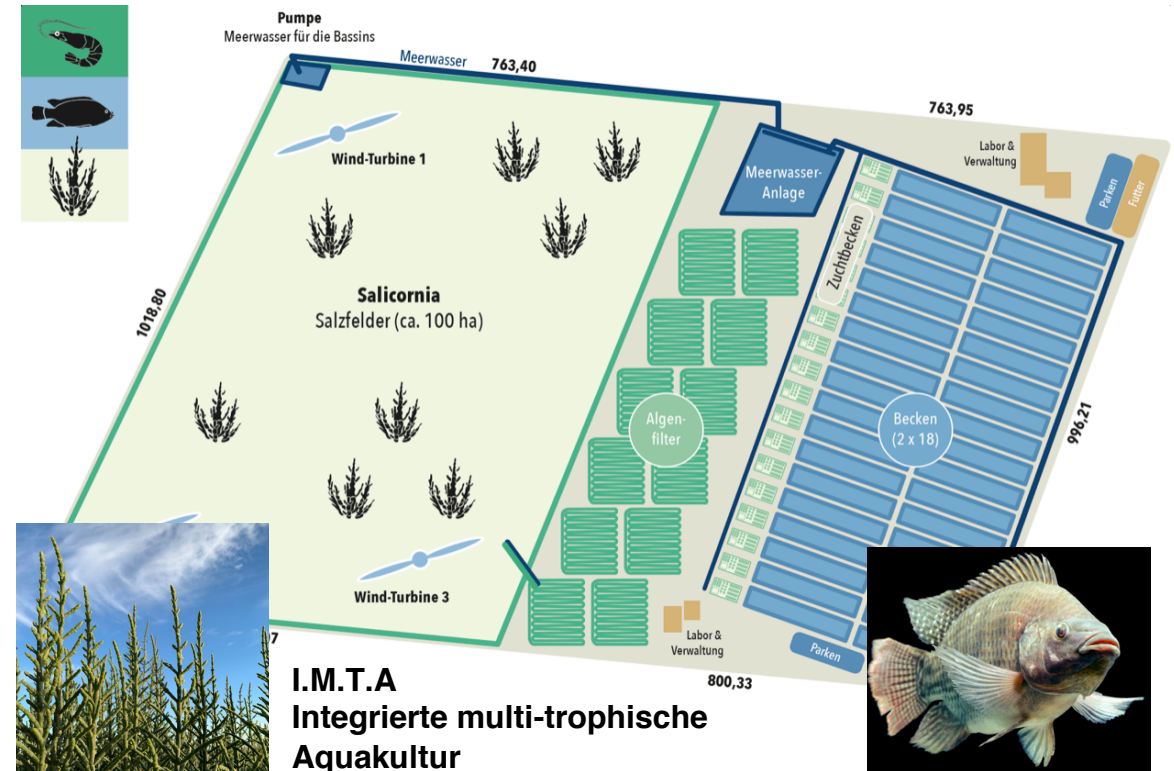 Pumpe
Meerwasser für die Bassins
Meerwasser
763,40
763,95
Wind-Turbine 1
Labor &
Verwaltung
Parken
Futter
Meerwasser-
Anlage
Zuchtbecken
Salicornia
Salzfelder (ca. 100 ha)
1018,80
Algen-
filter
Becken
(2 x 18)
996,21
Wind-Turbine 3
Labor &
Verwaltung
Parken
800,33
I.M.T.A
Integrierte multi-trophische
Aquakultur